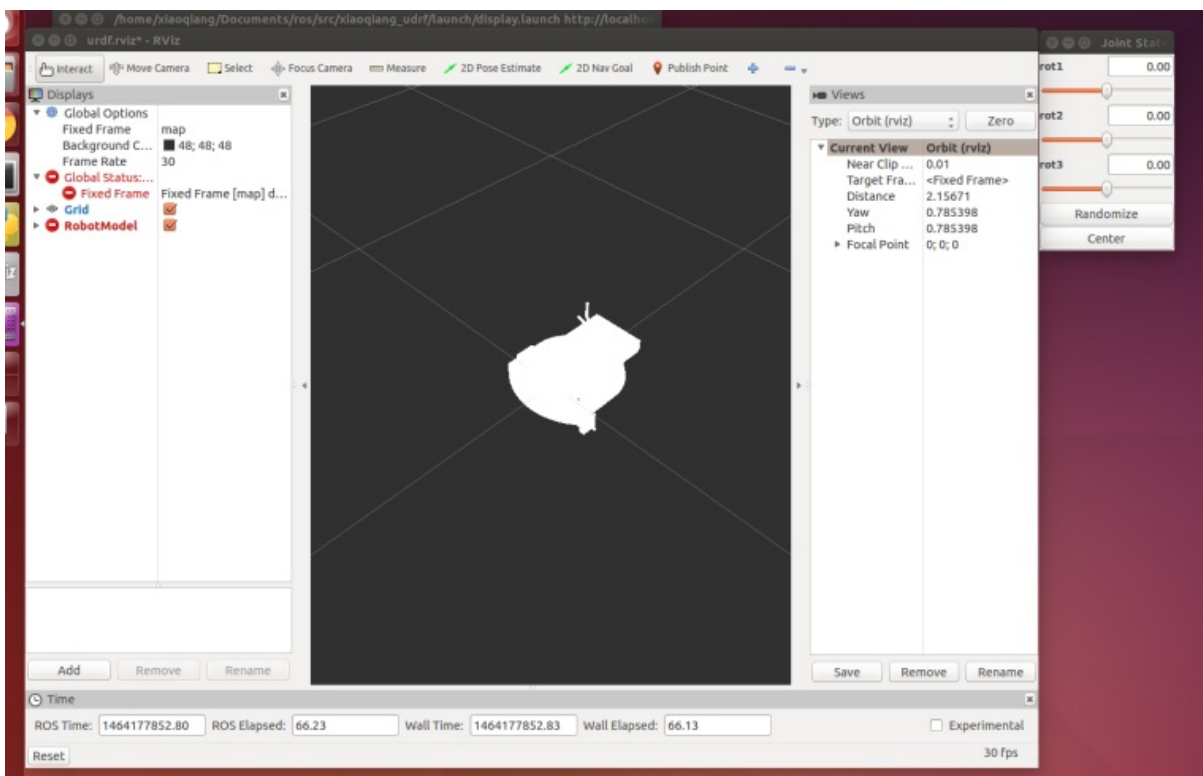 /home/xiaoqiang/Documents/ros/src/xiaoqiang_udrf/launch/display.launch http://localho
urdf.rviz* - RViz
Joint Stat
Interact Move Camera Select Focus Camera Measure 2D Pose Estimate 2D Nav Goal Publish Point
Displays
Global Options
Fixed Frame map
Background C... 48; 48; 48
Frame Rate 30
Global Status:...
Fixed Frame Fixed Frame [map] d...
Grid
RobotModel
Add Remove Rename
Views
Type: Orbit (rviz) Zero
Current View Orbit (rviz)
Near Clip ... 0.01
Target Fra... <Fixed Frame>
Distance 2.15671
Yaw 0.785398
Pitch 0.785398
Focal Point 0; 0; 0
Save Remove Rename
rot1 0.00
rot2 0.00
rot3 0.00
Randomize
Center
Time
ROS Time: 1464177852.80 ROS Elapsed: 66.23 Wall Time: 1464177852.83 Wall Elapsed: 66.13 Experimental
Reset 30 fps